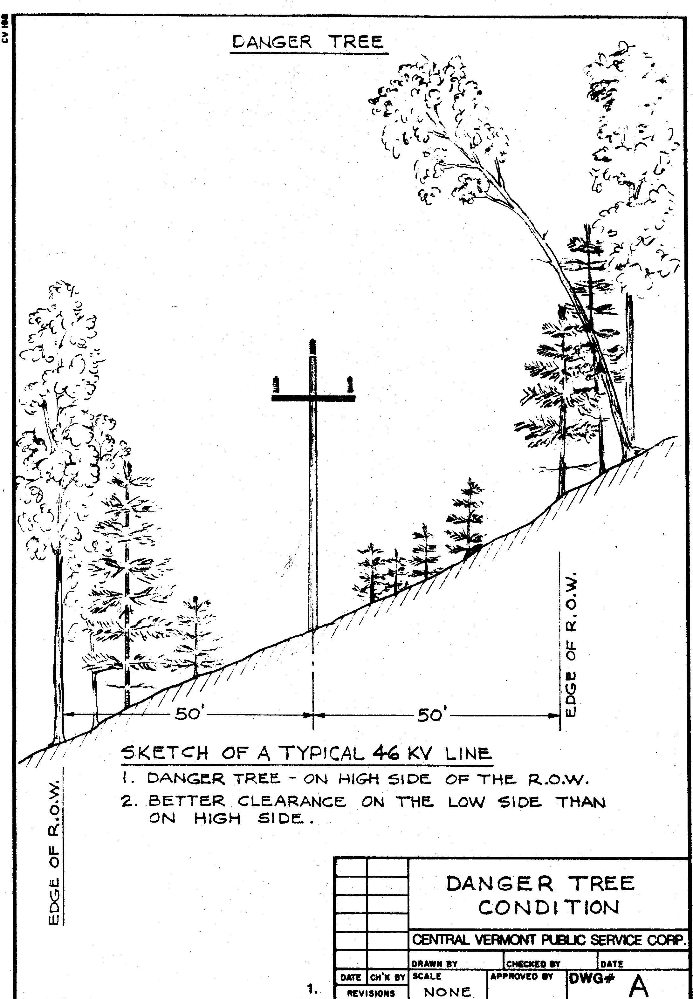 CV 108
DANGER TREE
50' 50'
EDGE OF R.O.W.
SKETCH OF A TYPICAL 46 KV LINE
1. DANGER TREE - ON HIGH SIDE OF THE R.O.W.
2. BETTER CLEARANCE ON THE LOW SIDE THAN
ON HIGH SIDE.
EDGE OF R.O.W.
DANGER TREE
CONDITION
CENTRAL VERMONT PUBLIC SERVICE CORP.
DRAWN BY CHECKED BY DATE
DATE CH'K BY SCALE APPROVED BY DWG# A
REVISIONS NONE
1.